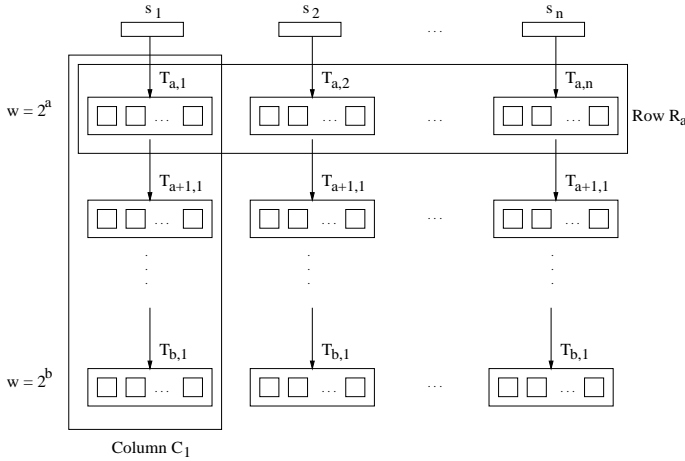 s 1 s 2 ... s n
T a,1 T a,2 T a,n
w = 2 a ... ... ... ... ... Row R a
T a+1,1 T a+1,1 T a+1,1
... ... ... ...
T b,1 T b,1 T b,1
w = 2 b ... ... ... ...
Column C 1